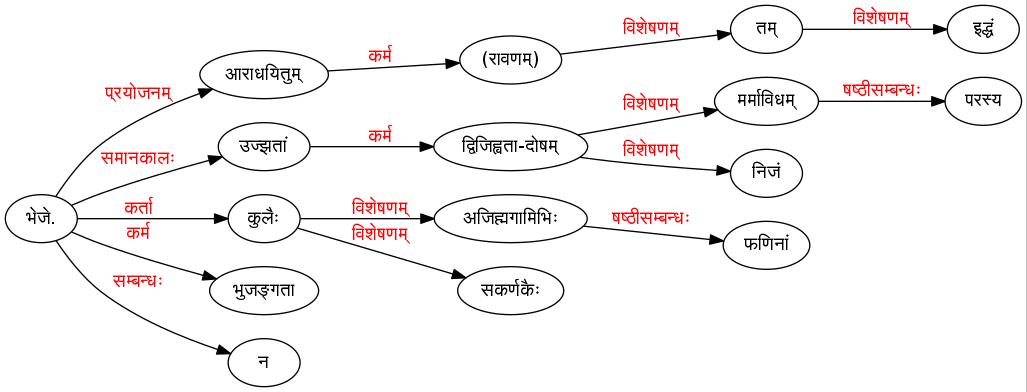 भेजे.
प्रयोजनम्
समानकालः
कर्ता
कर्म
सम्बन्धः
आराधयितुम्
उज्झतां
कुलैः
भुजङ्गता
न
कर्म
कर्म
विशेषणम्
विशेषणम्
(रावणम्)
द्विजिह्वता-दोषम्
अजिह्मगामिभिः
सकर्णकैः
विशेषणम्
विशेषणम्
विशेषणम्
षष्ठीसम्बन्धः
तम्
मर्माविधम्
निजं
फणिनां
विशेषणम्
षष्ठीसम्बन्धः
इद्धं
परस्य